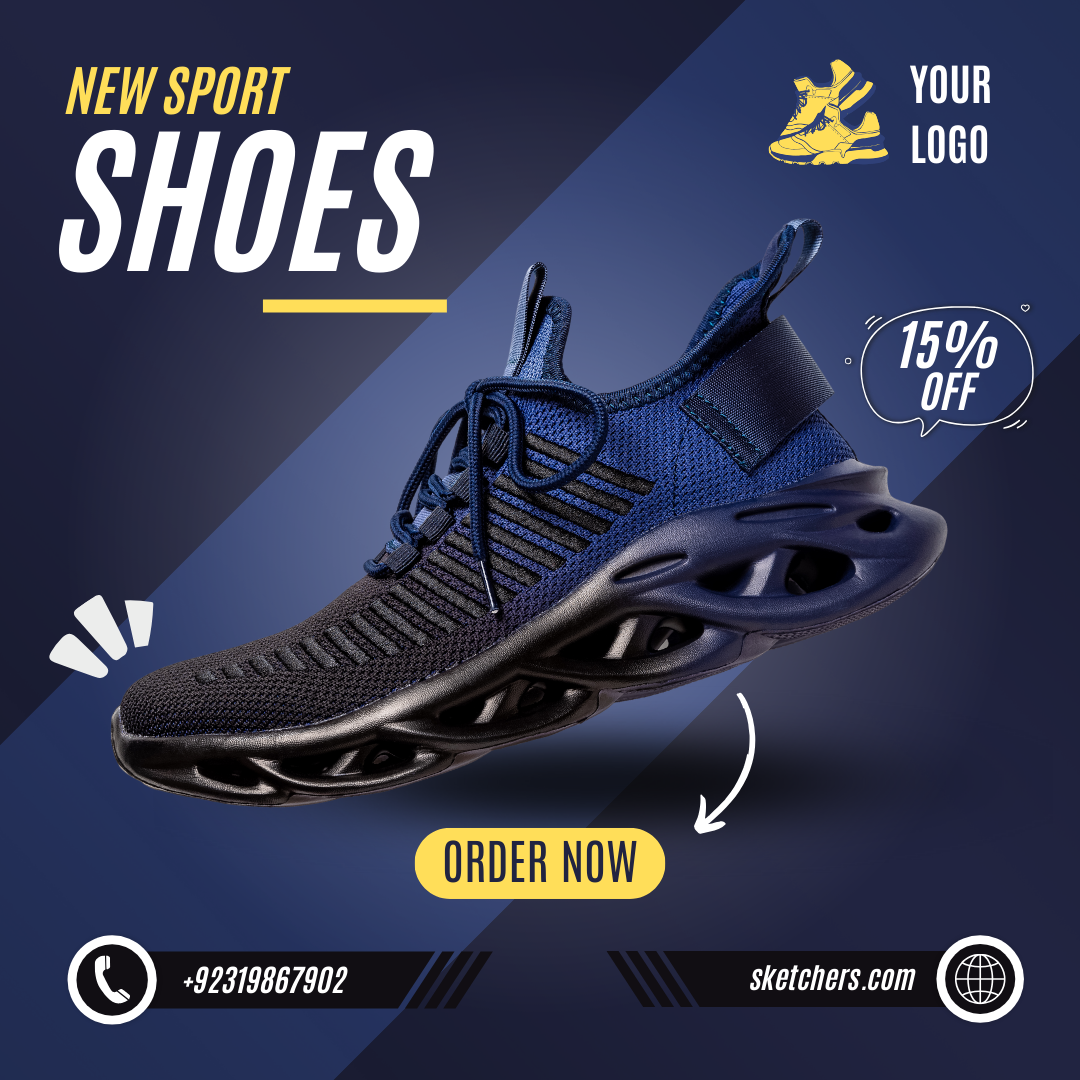 NEW SPORT
SHOES
YOUR
LOGO
15%
OFF
ORDER NOW
+92319867902
sketchers.com